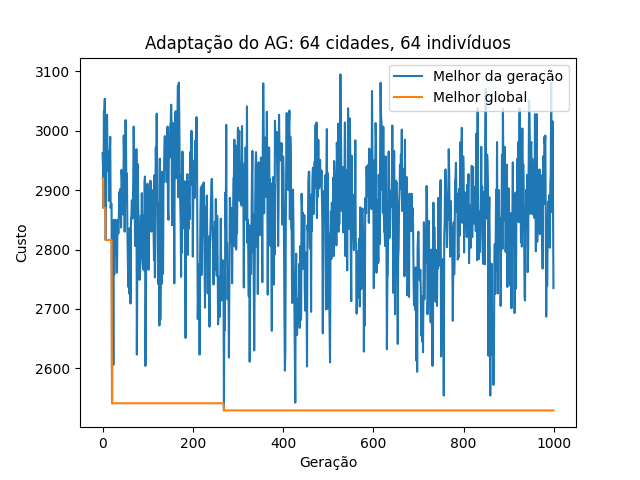 Adaptação do AG: 64 cidades, 64 indivíduos
Melhor da geração
Melhor global
Custo
3100
3000
2900
2800
2700
2600
0 200 400 600 800 1000
Geração